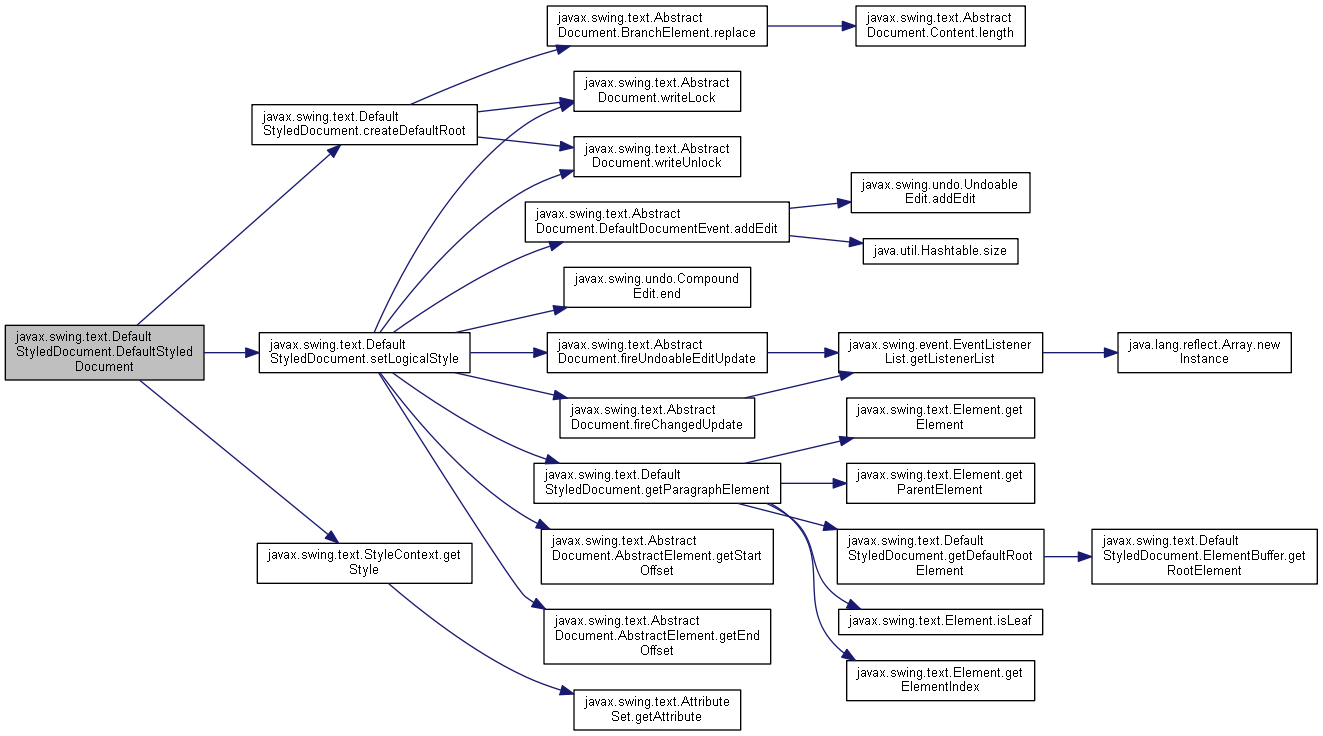 javax.swing.text.Abstract
Document.BranchElement.replace
javax.swing.text.Abstract
Document.Content.length
javax.swing.text.Abstract
Document.writeLock
javax.swing.text.Default
StyledDocument.createDefaultRoot
javax.swing.text.Abstract
Document.writeUnlock
javax.swing.undo.Undoable
Edit.addEdit
javax.swing.text.Abstract
Document.DefaultDocumentEvent.addEdit
java.util.Hashtable.size
javax.swing.undo.Compound
Edit.end
javax.swing.text.Default
StyledDocument.DefaultStyled
Document
javax.swing.text.Default
StyledDocument.setLogicalStyle
javax.swing.text.Abstract
Document.fireUndoableEditUpdate
javax.swing.event.EventListener
List.getListenerList
java.lang.reflect.Array.new
Instance
javax.swing.text.Abstract
Document.fireChangedUpdate
javax.swing.text.Element.get
Element
javax.swing.text.Default
StyledDocument.getParagraphElement
javax.swing.text.Element.get
ParentElement
javax.swing.text.Abstract
Document.AbstractElement.getStart
Offset
javax.swing.text.Default
StyledDocument.getDefaultRoot
Element
javax.swing.text.Default
StyledDocument.ElementBuffer.get
RootElement
javax.swing.text.StyleContext.get
Style
javax.swing.text.Abstract
Document.AbstractElement.getEnd
Offset
javax.swing.text.Element.isLeaf
javax.swing.text.Element.get
ElementIndex
javax.swing.text.Attribute
Set.getAttribute